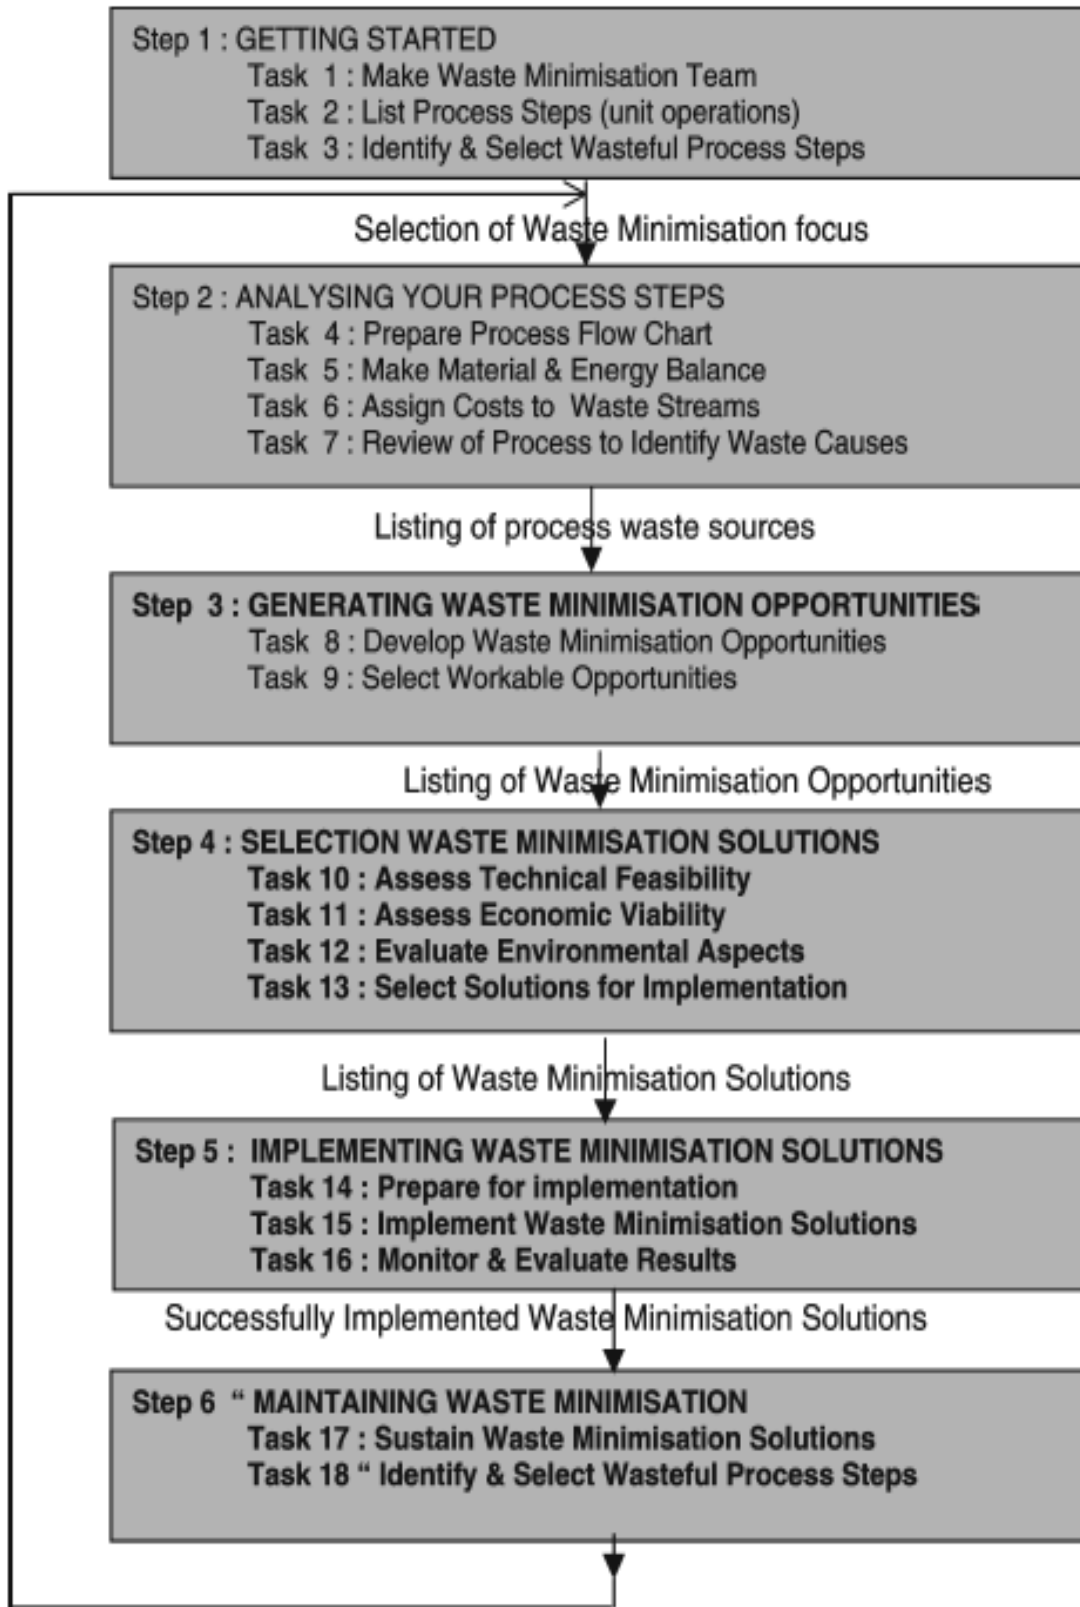 Step 1 : GETTING STARTED
Task 1 : Make Waste Minimisation Team
Task 2 : List Process Steps (unit operations)
Task 3 : Identify & Select Wasteful Process Steps
Selection of Waste Minimisation focus
Step 2 : ANALYSING YOUR PROCESS STEPS
Task 4 : Prepare Process Flow Chart
Task 5 : Make Material & Energy Balance
Task 6 : Assign Costs to Waste Streams
Task 7 : Review of Process to Identify Waste Causes
Listing of process waste sources
Step 3 : GENERATING WASTE MINIMISATION OPPORTUNITIES
Task 8 : Develop Waste Minimisation Opportunities
Task 9 : Select Workable Opportunities
Listing of Waste Minimisation Opportunities
Step 4 : SELECTION WASTE MINIMISATION SOLUTIONS
Task 10 : Assess Technical Feasibility
Task 11 : Assess Economic Viability
Task 12 : Evaluate Environmental Aspects
Task 13 : Select Solutions for Implementation
Listing of Waste Minimisation Solutions
Step 5 : IMPLEMENTING WASTE MINIMISATION SOLUTIONS
Task 14 : Prepare for implementation
Task 15 : Implement Waste Minimisation Solutions
Task 16 : Monitor & Evaluate Results
Successfully Implemented Waste Minimisation Solutions
Step 6 “ MAINTAINING WASTE MINIMISATION
Task 17 : Sustain Waste Minimisation Solutions
Task 18 “ Identify & Select Wasteful Process Steps